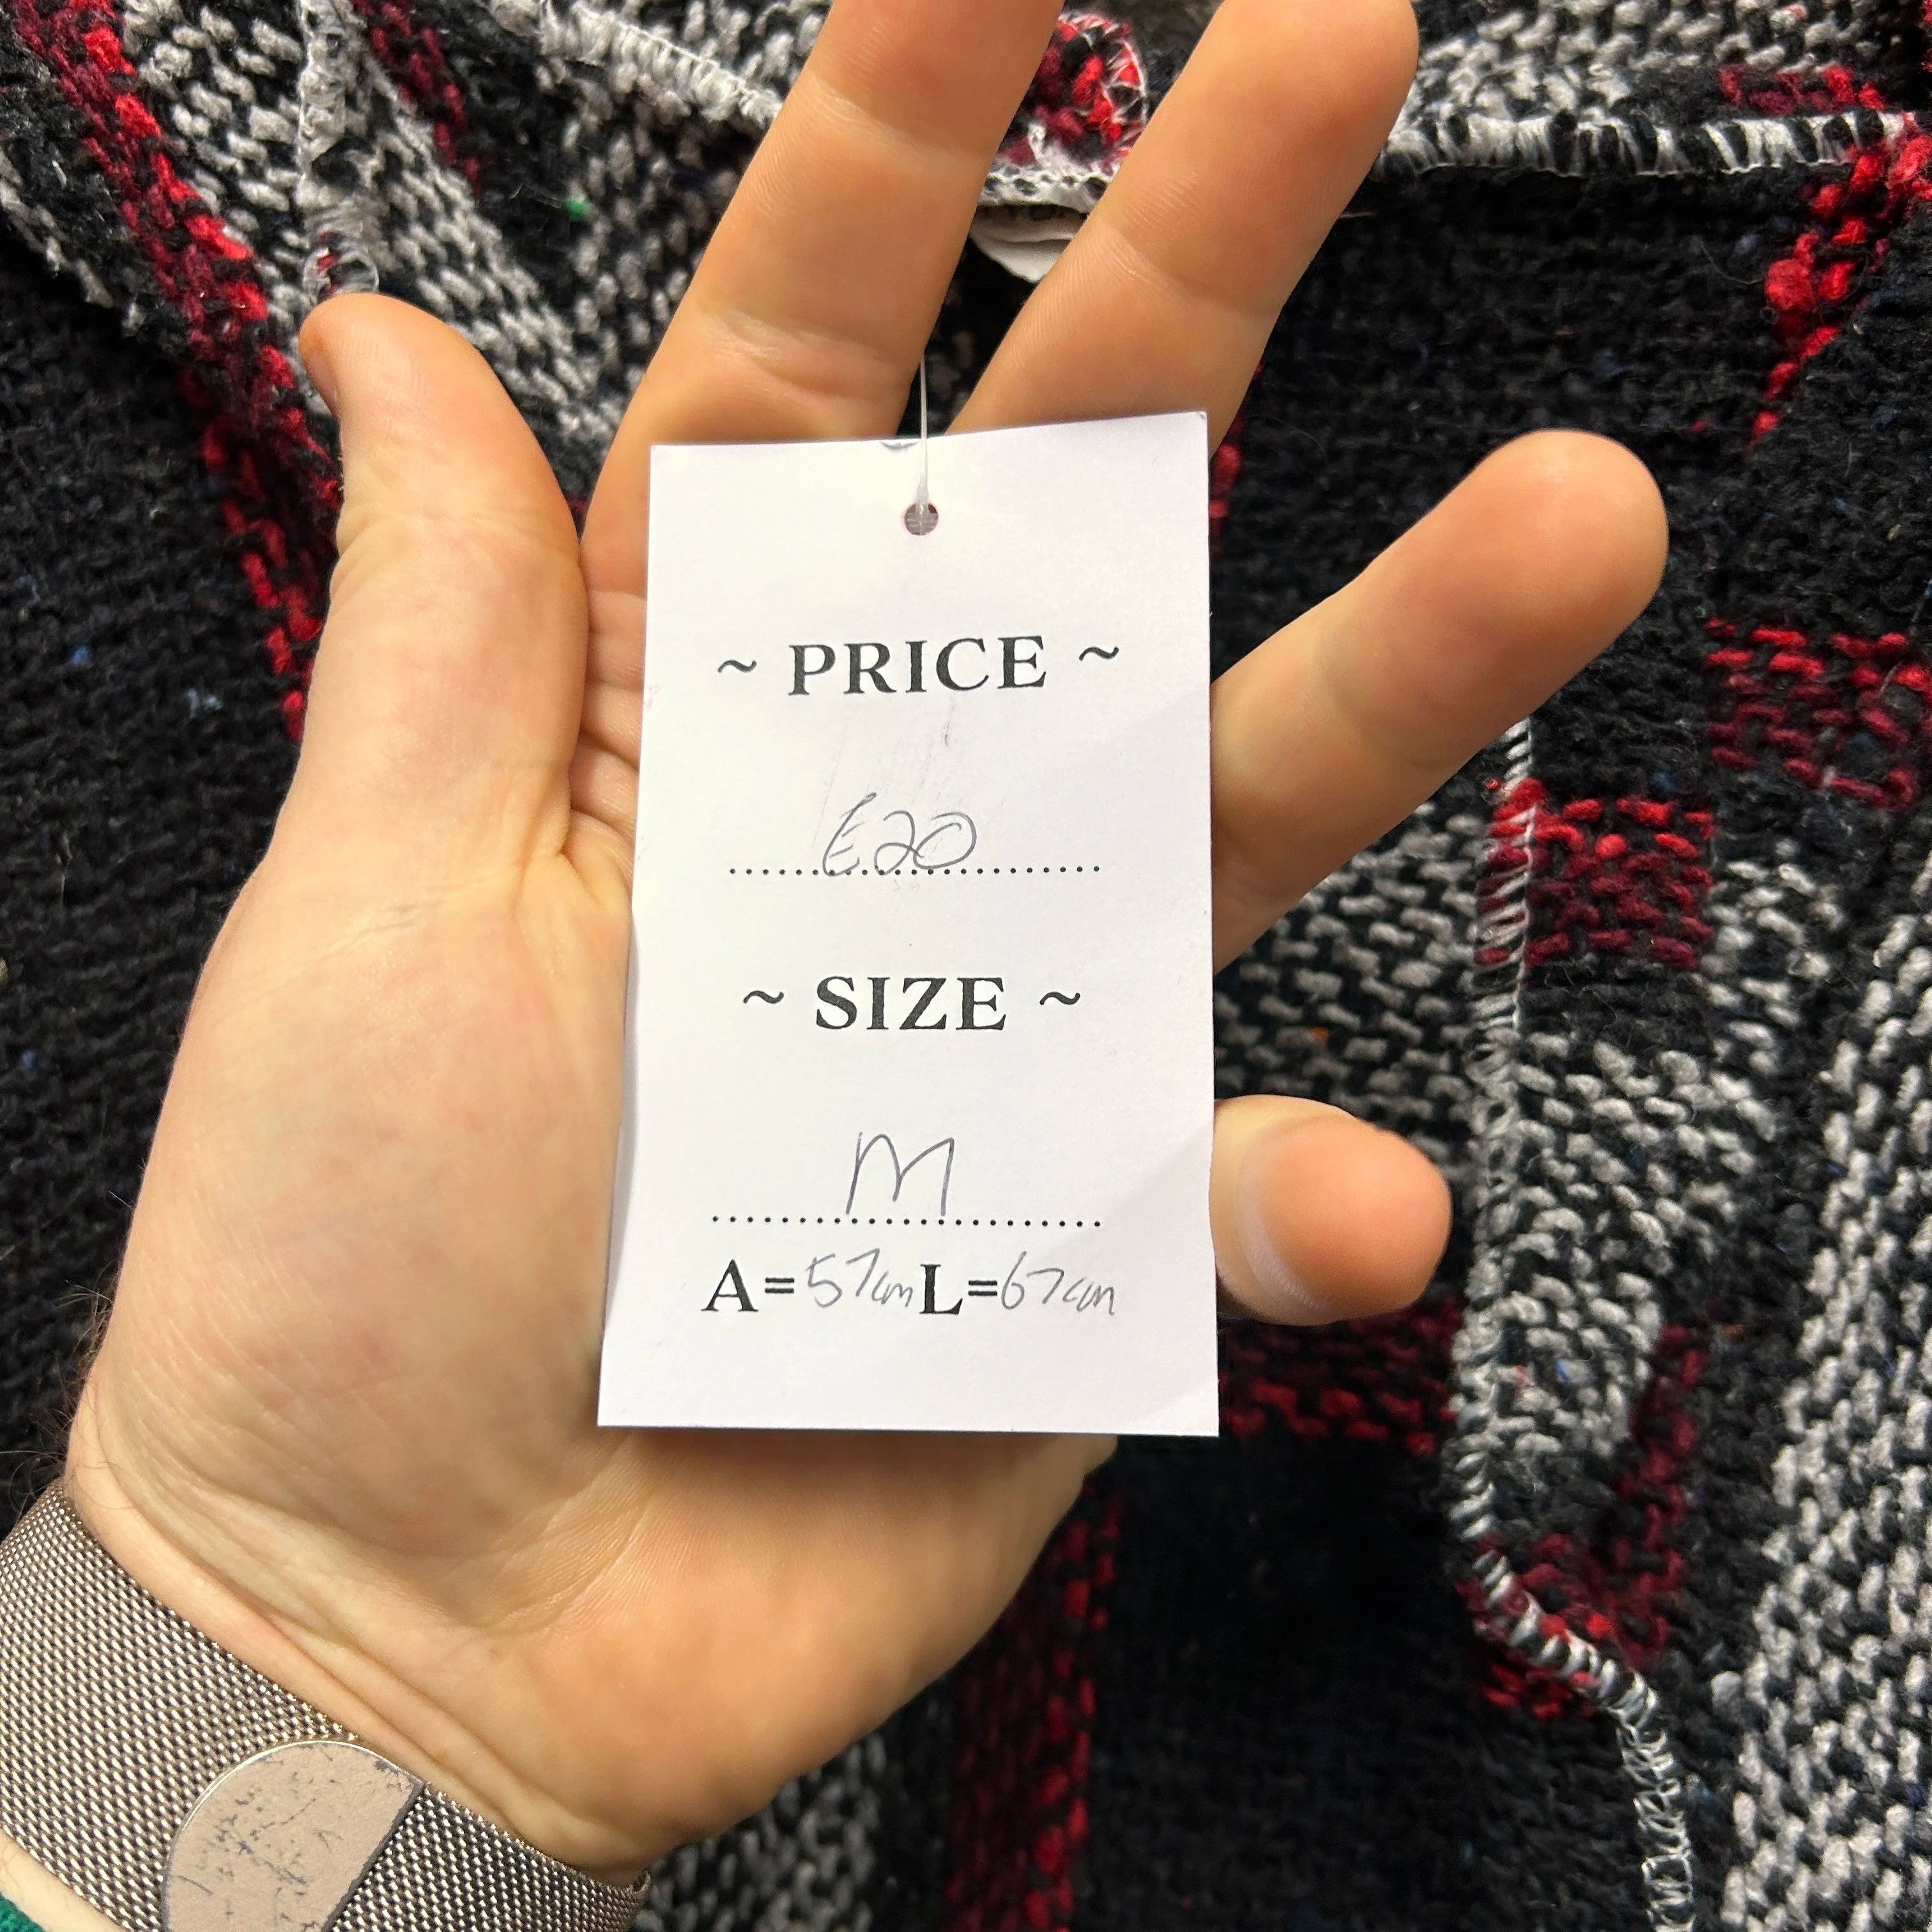 ~ PRICE ~
£20
~ SIZE ~
M
A=57cm L=67cm